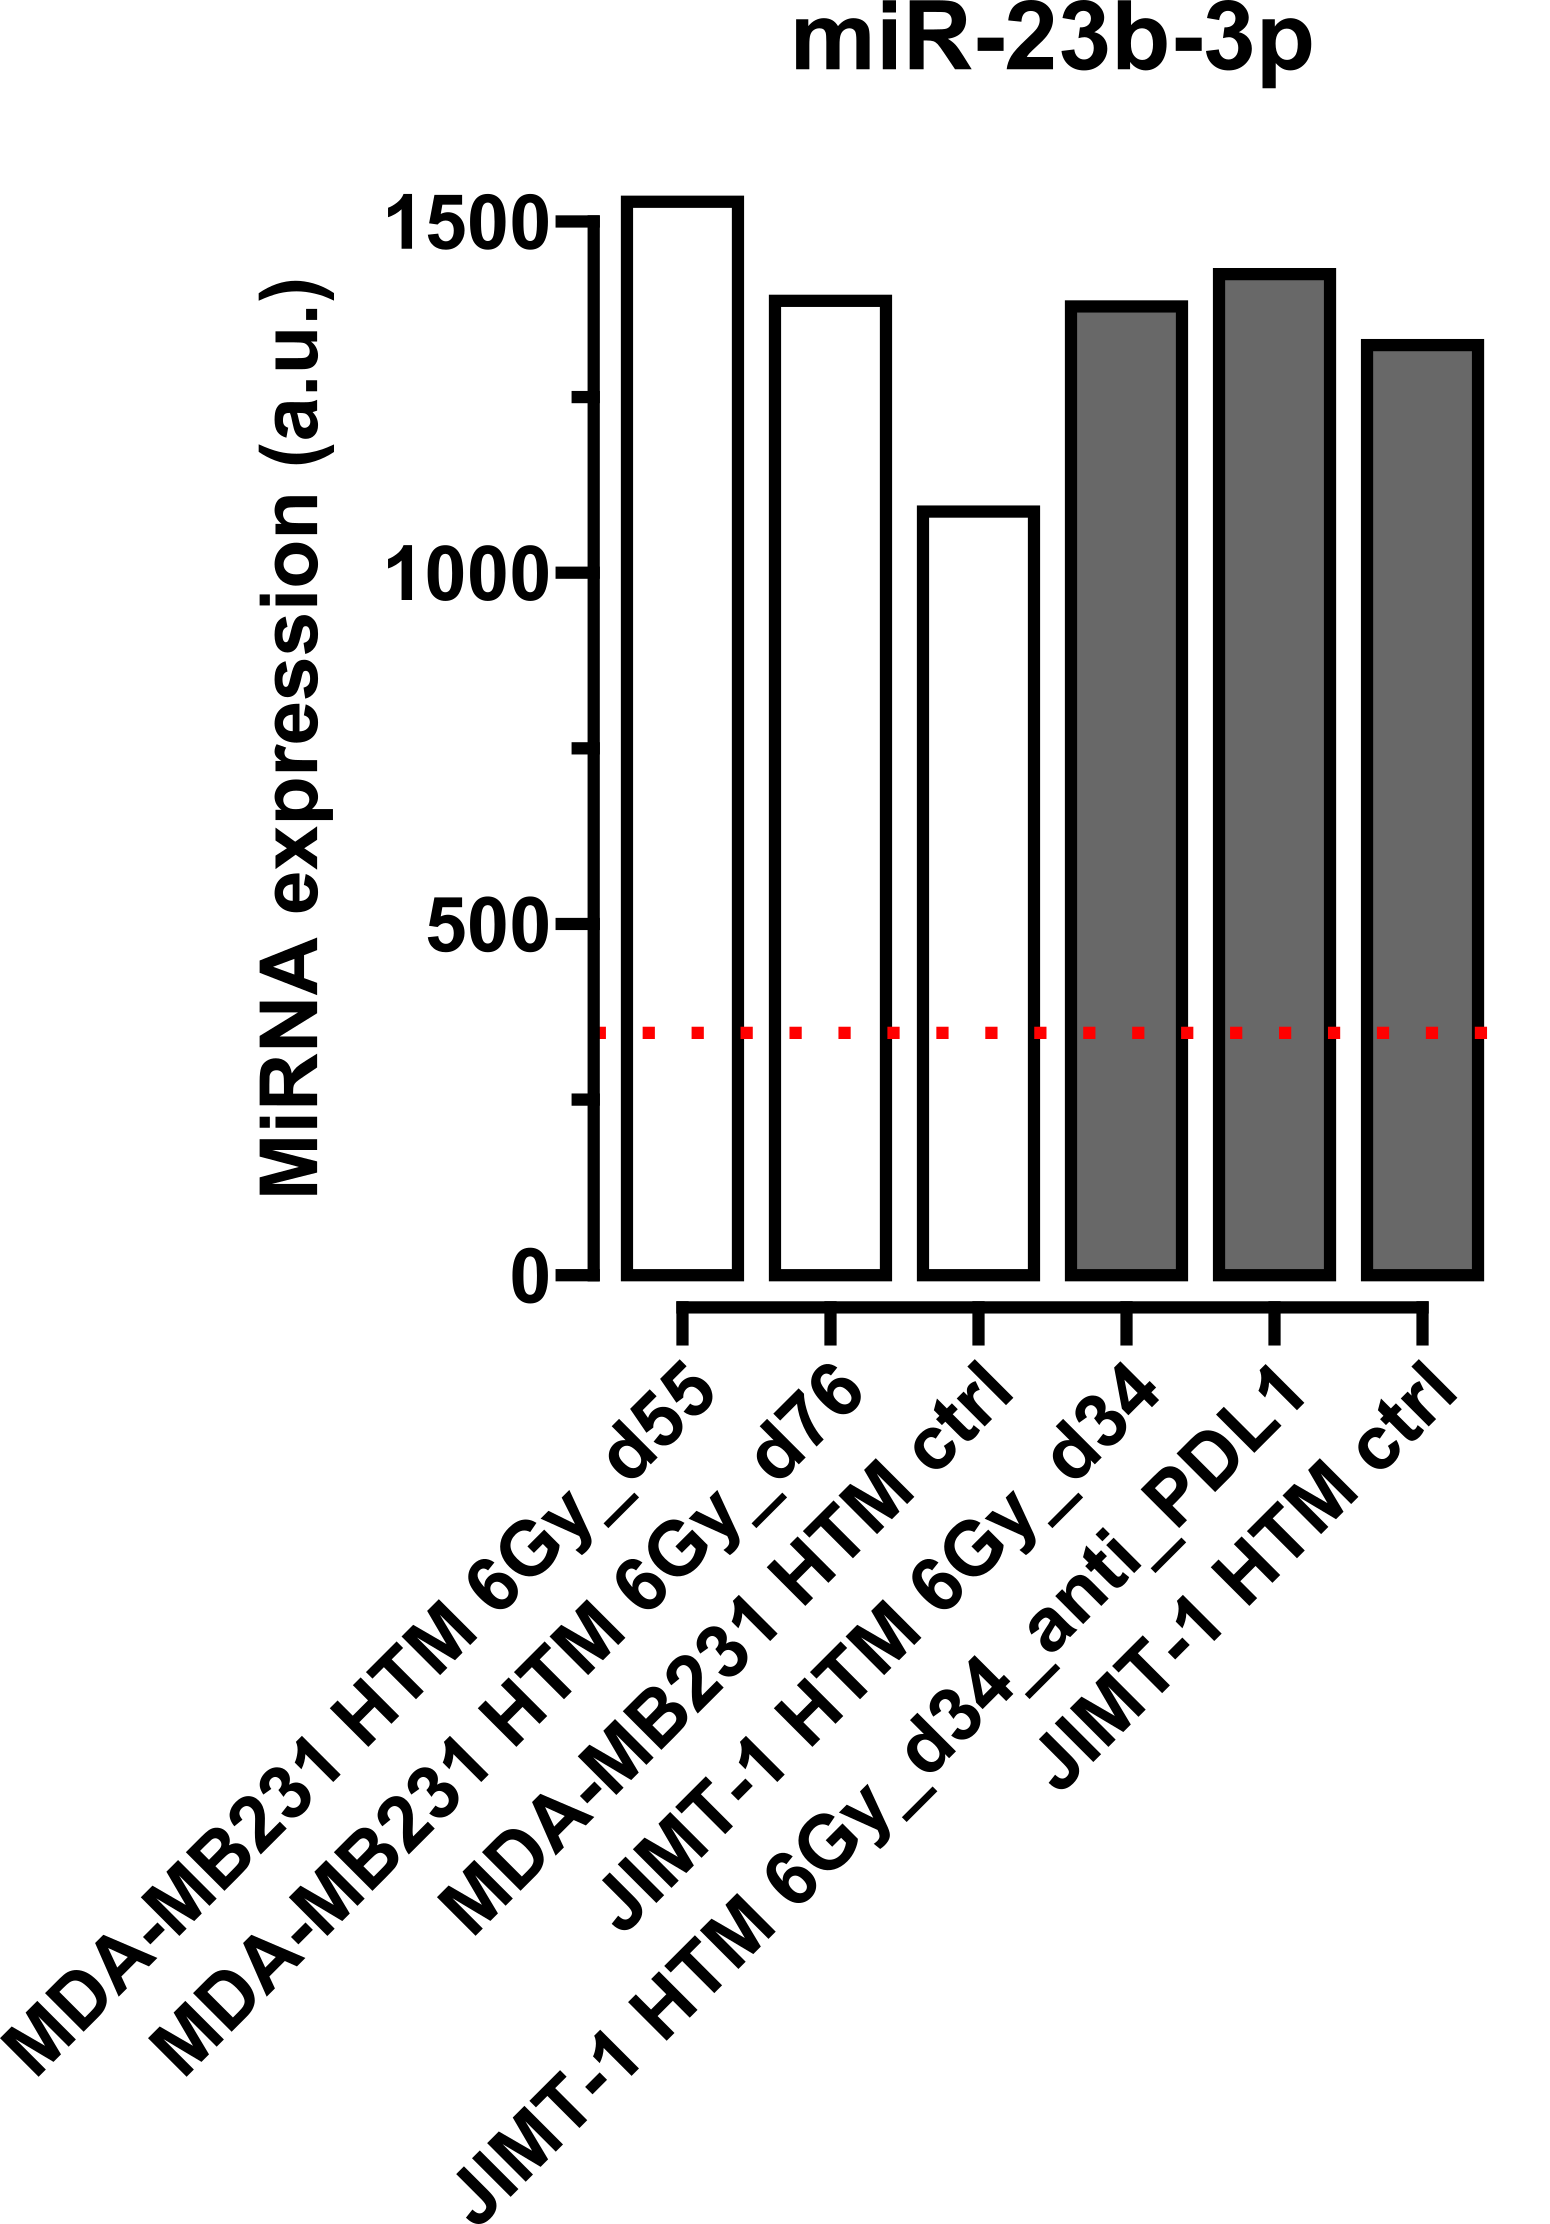 miR-23b-3p
MiRNA expression (a.u.)
1500
1000
500
0
MDA-MB231 HTM 6Gy_d55
MDA-MB231 HTM 6Gy_d76
MDA-MB231 HTM ctrl
JIMT-1 HTM 6Gy_d34
JIMT-1 HTM 6Gy_d34_anti_PDL1
JIMT-1 HTM ctrl